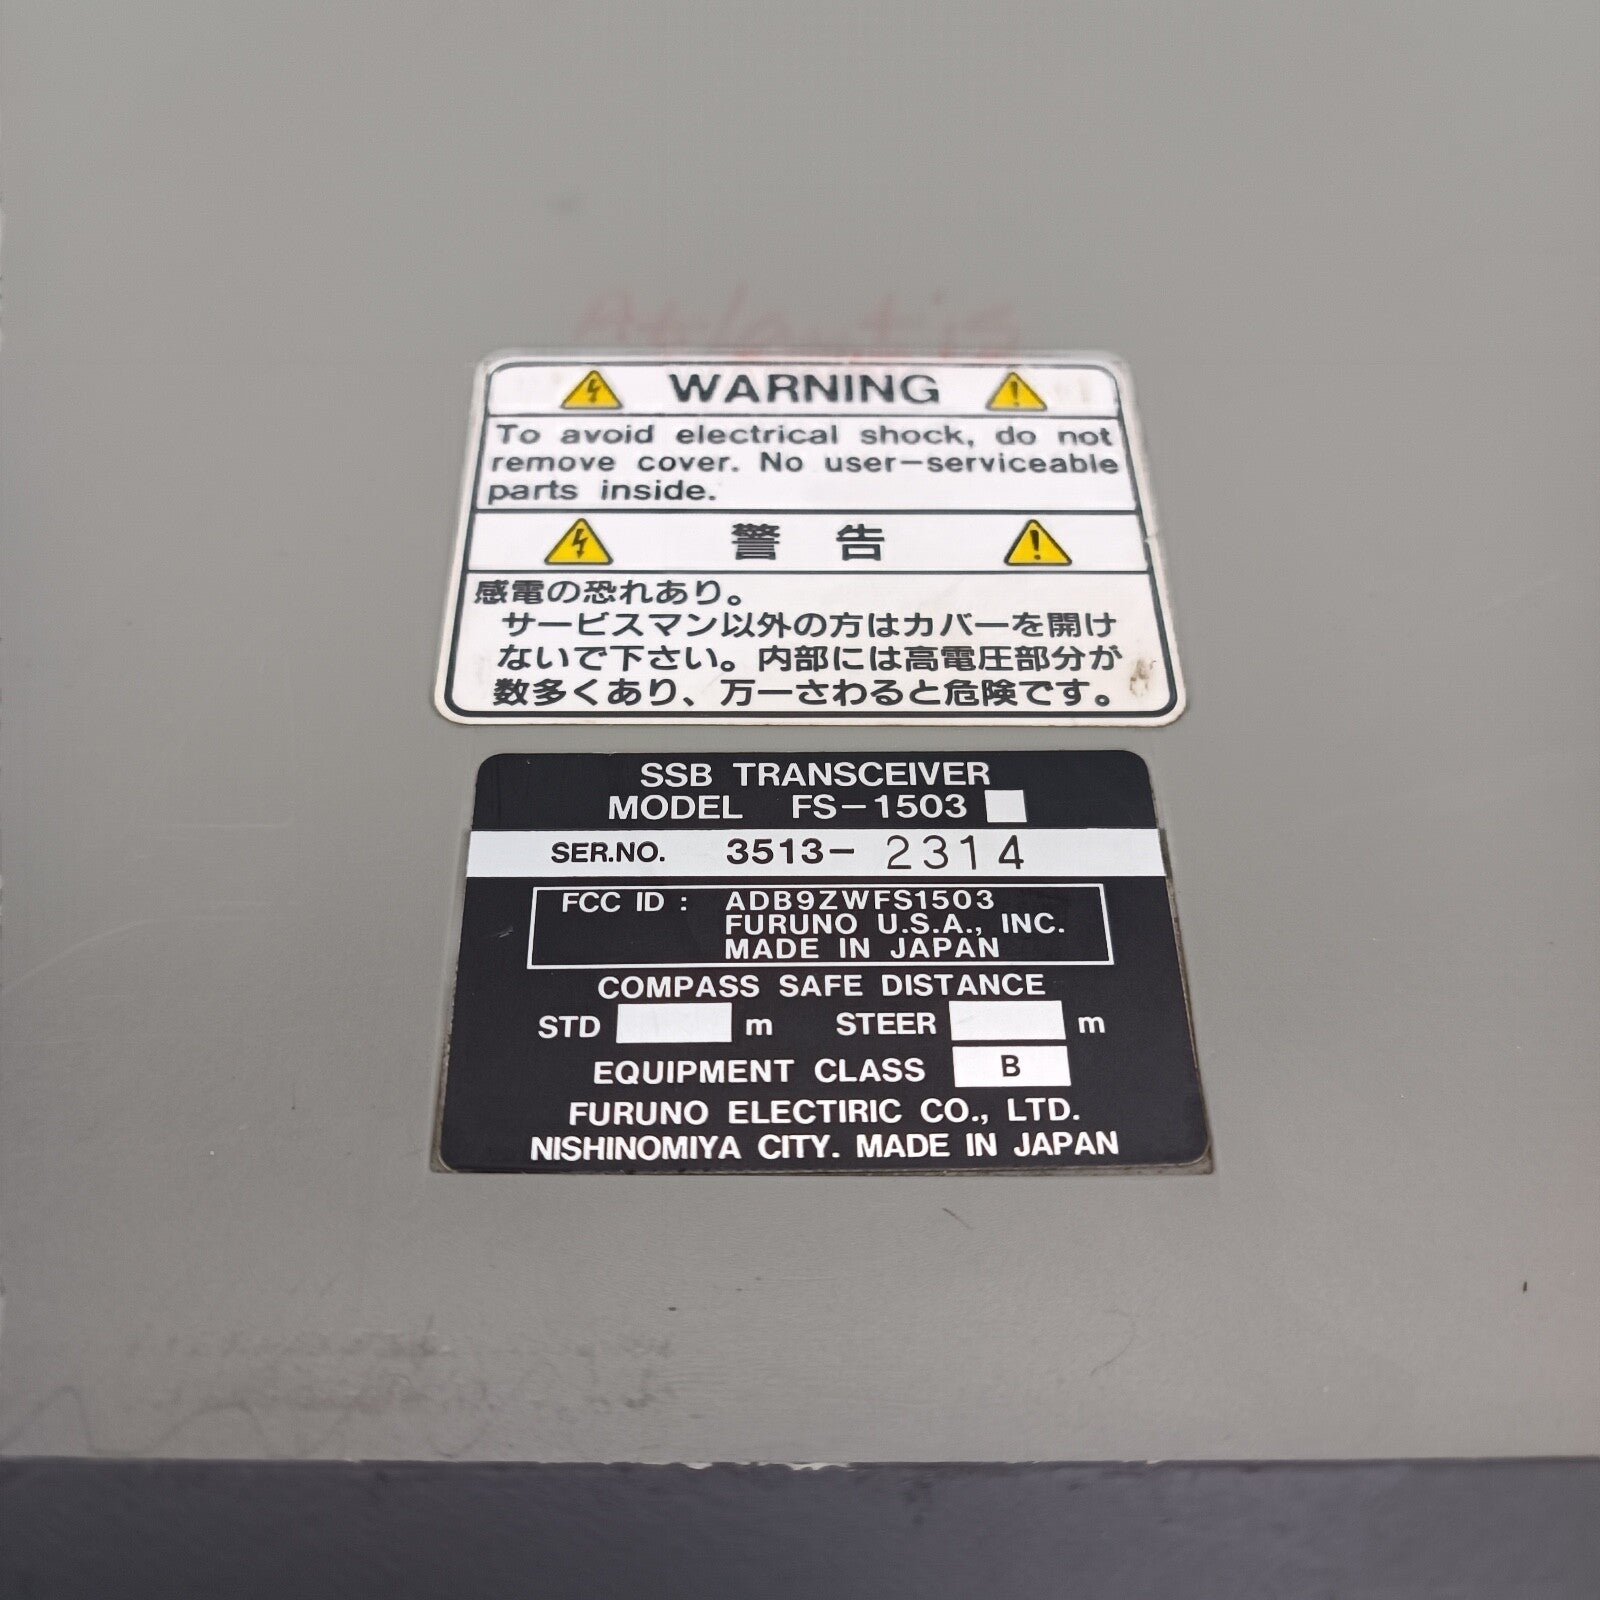 Atlantis
WARNING
To avoid electrical shock, do not
remove cover. No user-serviceable
parts inside.
警告
感電の恐れあり。
サービスマン以外の方はカバーを開け
ないで下さい。内部には高電圧部分が
数多くあり、万一さわると危険です。
SSB TRANSCEIVER
MODEL FS-1503
SER.NO. 3513- 2314
FCC ID : ADB9ZWFS1503
FURUNO U.S.A., INC.
MADE IN JAPAN
COMPASS SAFE DISTANCE
STD m STEER m
EQUIPMENT CLASS B
FURUNO ELECTIRIC CO., LTD.
NISHINOMIYA CITY. MADE IN JAPAN